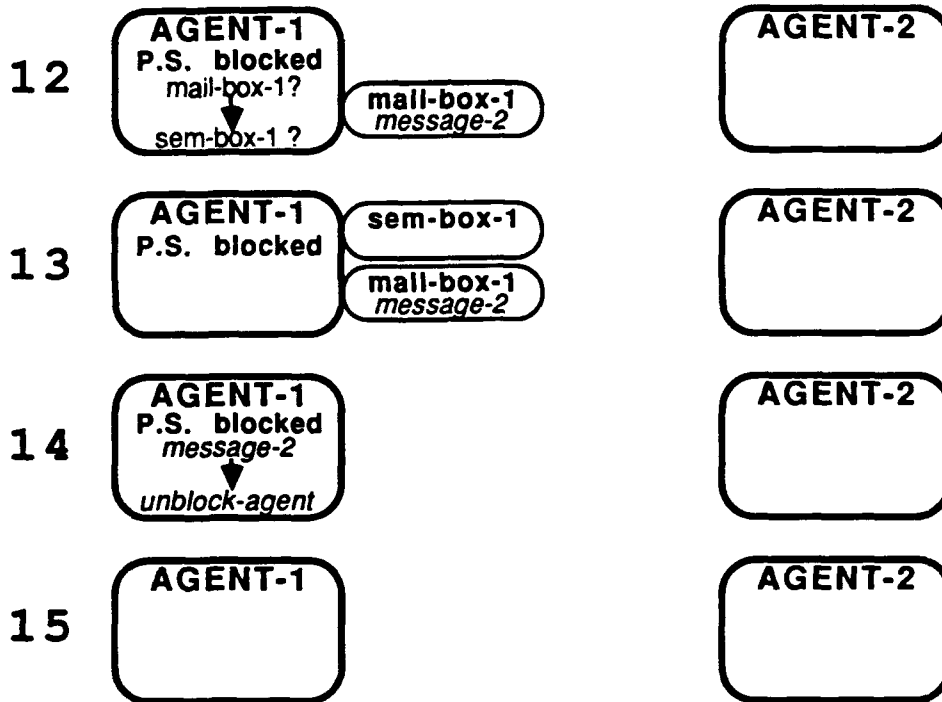 12
AGENT-1
P.S. blocked
mail-box-1?
sem-box-1 ?
mail-box-1
message-2
AGENT-2
13
AGENT-1
P.S. blocked
sem-box-1
mail-box-1
message-2
AGENT-2
14
AGENT-1
P.S. blocked
message-2
unblock-agent
AGENT-2
15
AGENT-1
AGENT-2